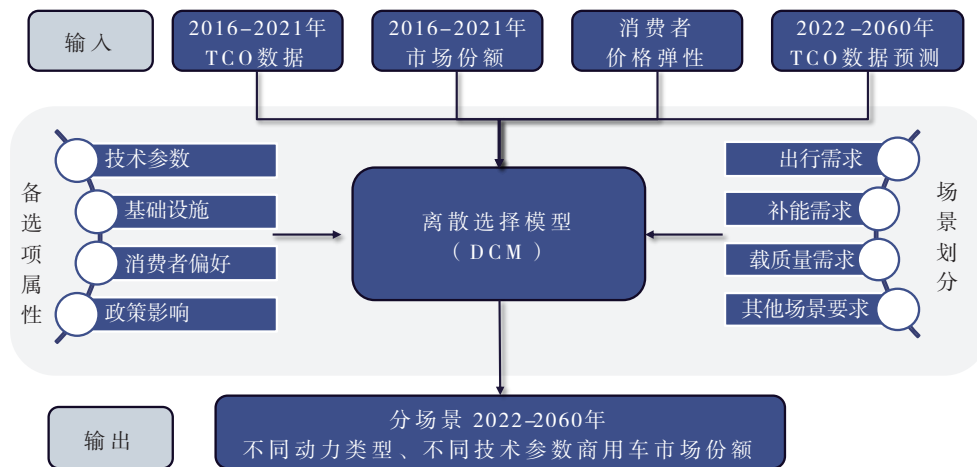 输入
2016-2021年
TCO数据
2016-2021年
市场份额
消费者
价格弹性
2022-2060年
TCO数据预测
备选项属性
技术参数
基础设施
消费者偏好
政策影响
离散选择模型
(DCM)
出行需求
补能需求
载质量需求
其他场景要求
场景划分
输出
分场景 2022-2060年
不同动力类型、不同技术参数商用车市场份额